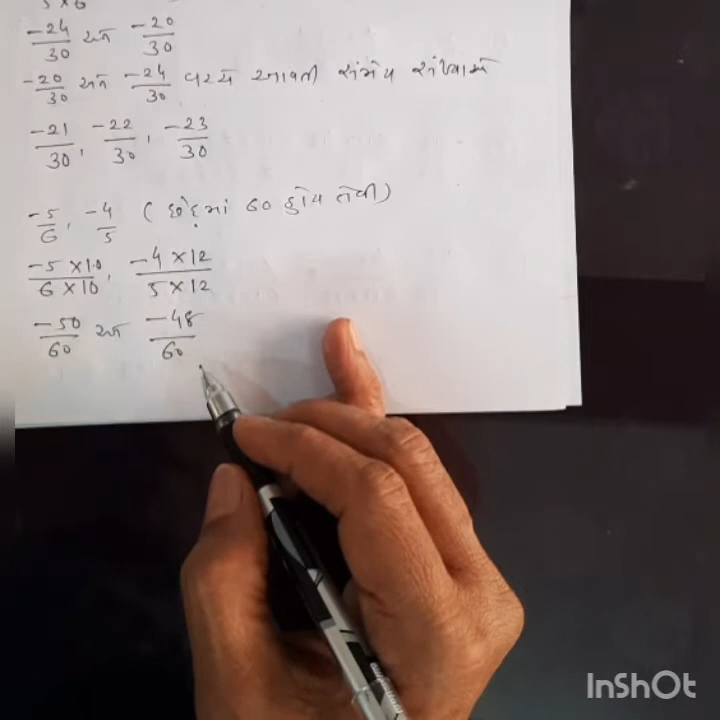 5 × 6
-24/30 અને -20/30
-20/30 અને -24/30 વચ્ચે આવતી સંમેય સંખ્યાઓ
-21/30, -22/30, -23/30
-5/6, -4/5 (છેદમાં 60 હોય તેવી)
-5 × 10/6 × 10, -4 × 12/5 × 12
-50/60 અને -48/60
InShOt